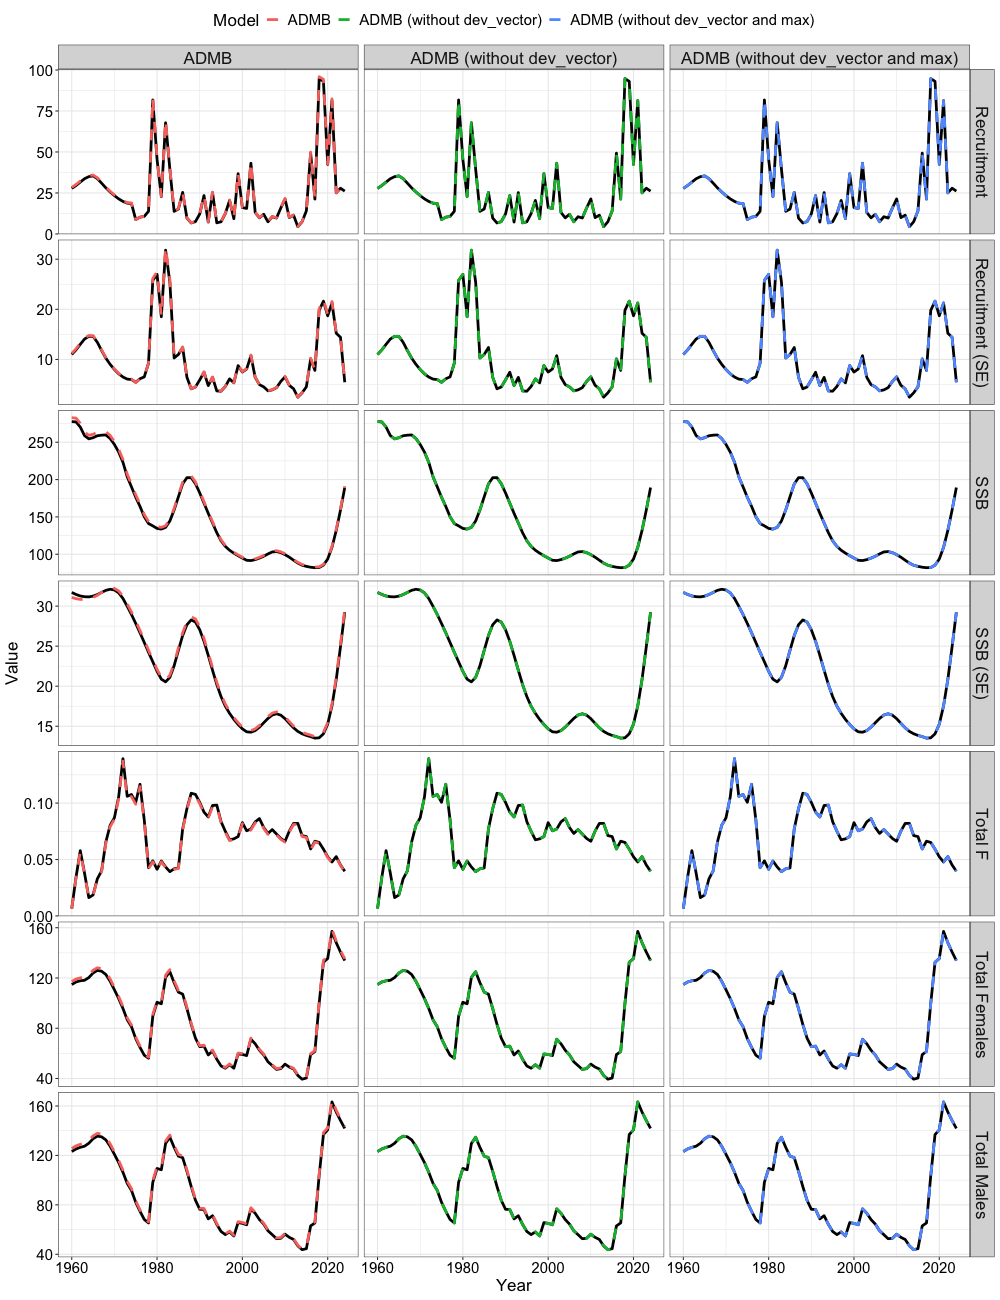 Model ADMB ADMB (without dev_vector) ADMB (without dev_vector and max)
ADMB ADMB (without dev_vector) ADMB (without dev_vector and max)
100
75
50
25
0
Recruitment
30
20
10
Recruitment (SE)
250
200
150
100
SSB
30
25
20
15
SSB (SE)
Value
0.10
0.05
0.00
Total F
160
120
80
40
Total Females
160
120
80
40
Total Males
1960 1980 2000 2020 1960 1980 2000 2020 1960 1980 2000 2020
Year